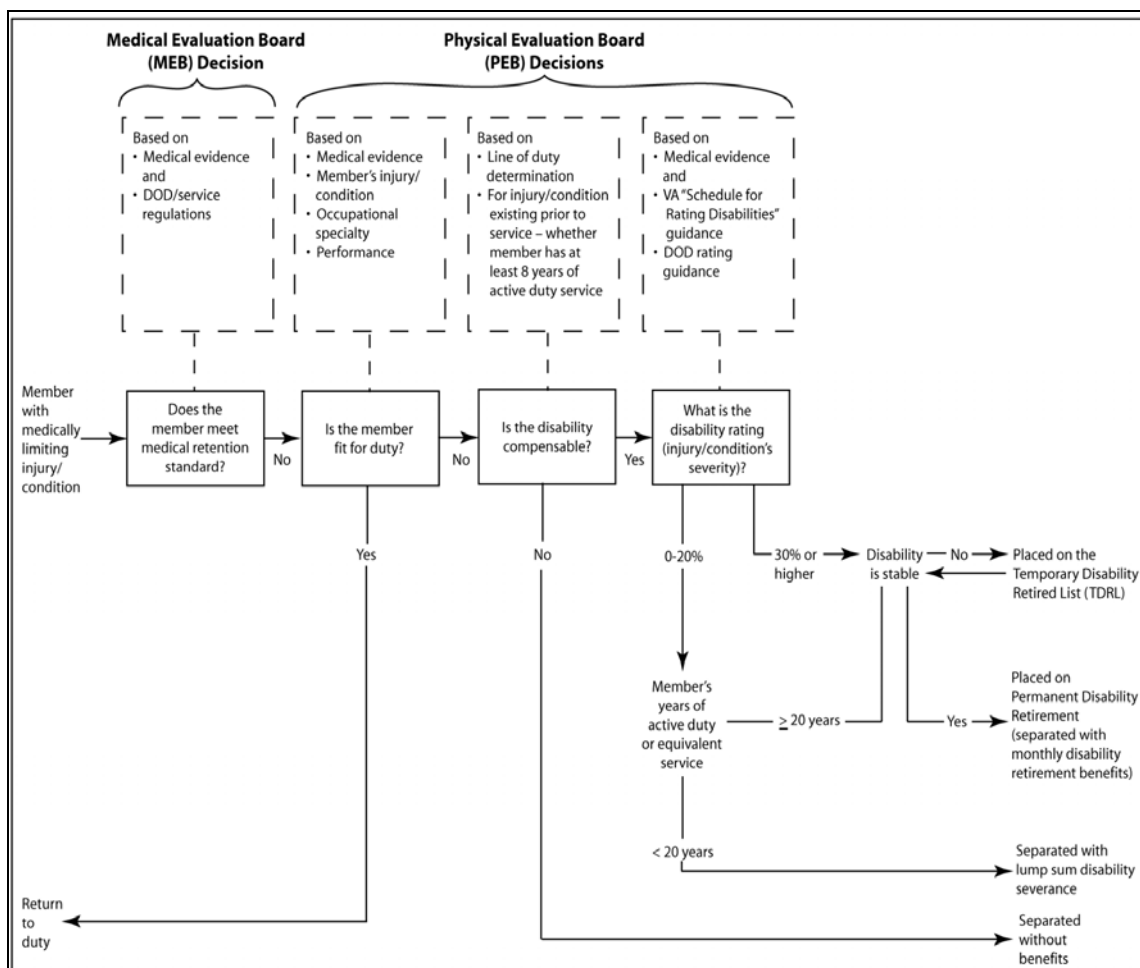 Medical Evaluation Board
(MEB) Decision
Physical Evaluation Board
(PEB) Decisions
Based on
• Medical evidence
and
• DOD/service
regulations
Based on
• Medical evidence
• Member's injury/
condition
• Occupational
specialty
• Performance
Based on
• Line of duty
determination
• For injury/condition
existing prior to
service – whether
member has at
least 8 years of
active duty service
Based on
• Medical evidence
and
• VA "Schedule for
Rating Disabilities"
guidance
• DOD rating
guidance
Member
with
medically
limiting
injury/
condition
Does the
member meet
medical retention
standard?
No
Is the member
fit for duty?
No
Is the disability
compensable?
Yes
What is the
disability rating
(injury/condition's
severity)?
Yes
No
0-20%
30% or
higher
Disability
is stable
No
Placed on the
Temporary Disability
Retired List (TDRL)
Member's
years of
active duty
or equivalent
service
≥ 20 years
Yes
Placed on
Permanent Disability
Retirement
(separated with
monthly disability
retirement benefits)
< 20 years
Separated with
lump sum disability
severance
Return
to
duty
Separated
without
benefits